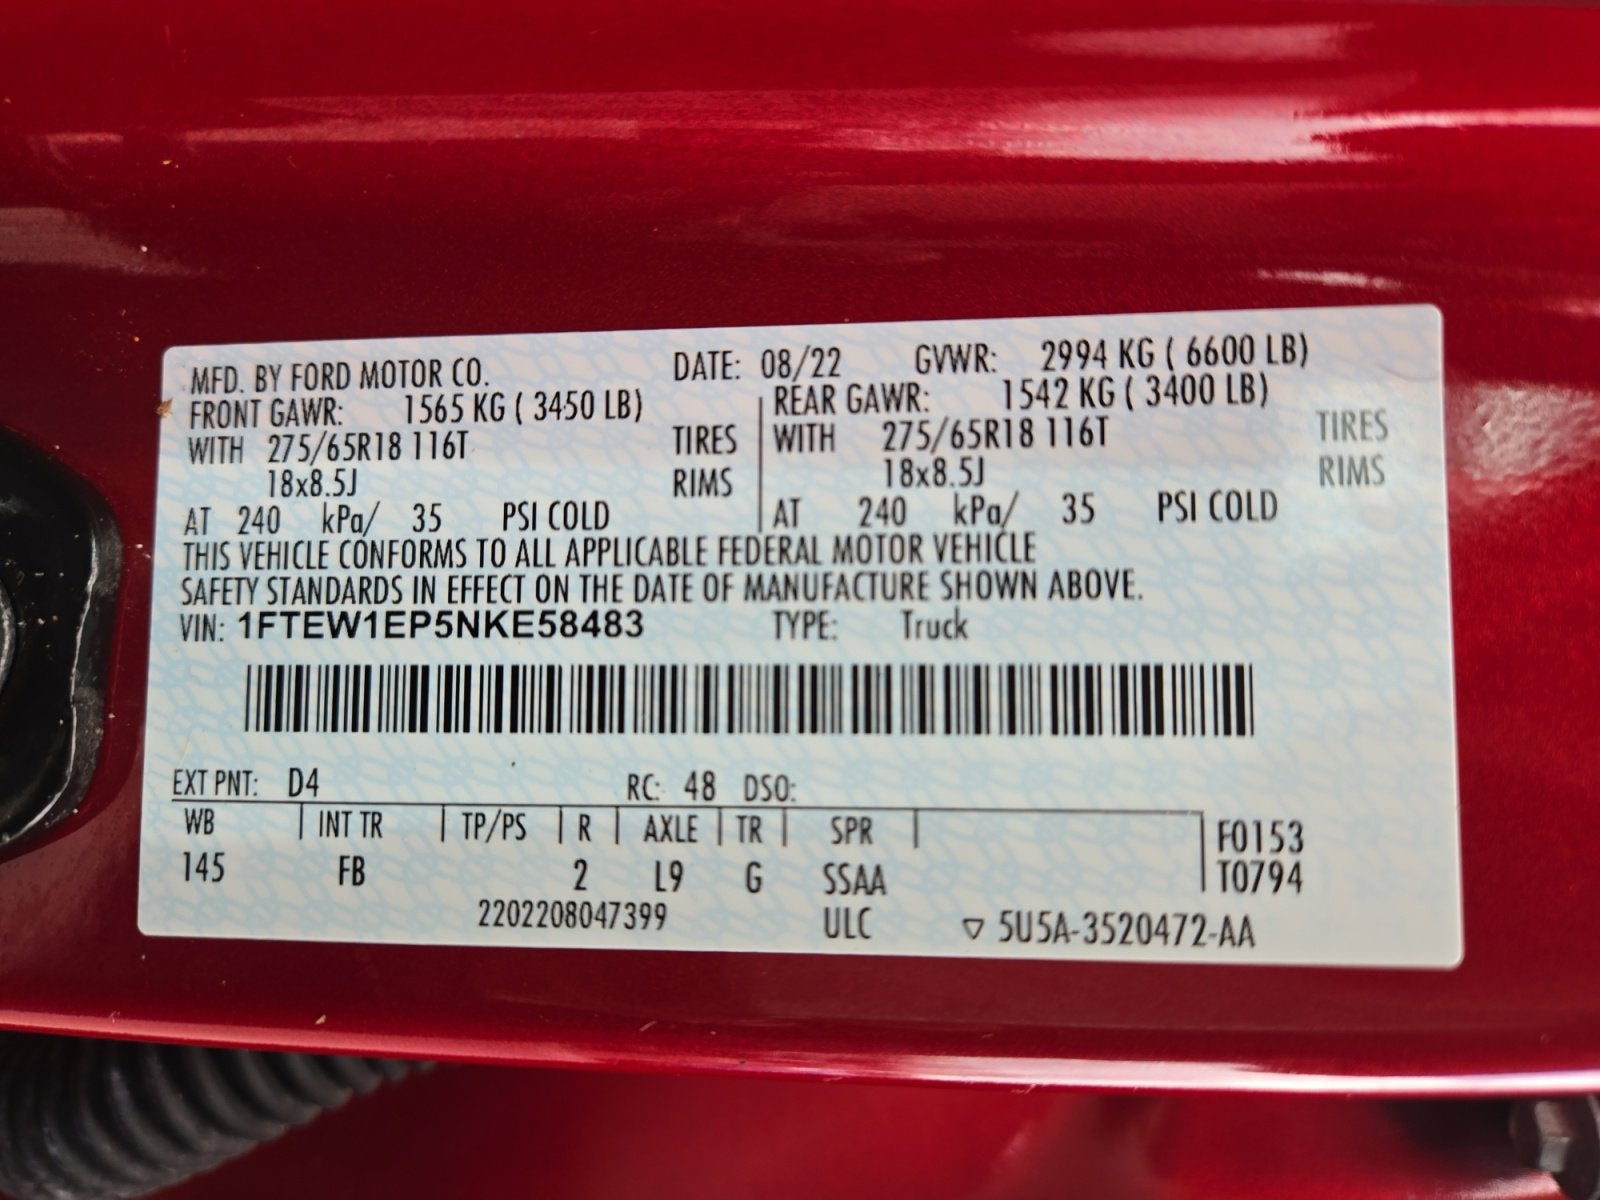 MFD. BY FORD MOTOR CO. DATE: 08/22 GVWR: 2994 KG ( 6600 LB)
FRONT GAWR: 1565 KG ( 3450 LB) REAR GAWR: 1542 KG ( 3400 LB)
WITH 275/65R18 116T TIRES WITH 275/65R18 116T TIRES
18x8.5J RIMS 18x8.5J RIMS
AT 240 kPa/ 35 PSI COLD AT 240 kPa/ 35 PSI COLD
THIS VEHICLE CONFORMS TO ALL APPLICABLE FEDERAL MOTOR VEHICLE
SAFETY STANDARDS IN EFFECT ON THE DATE OF MANUFACTURE SHOWN ABOVE.
VIN: 1FTEW1EP5NKE58483 TYPE: Truck
EXT PNT: D4 RC: 48 DSO:
WB INT TR TP/PS R AXLE TR SPR F0153
145 FB 2 L9 G SSAA T0794
2202208047399 ULC ▽ 5U5A-3520472-AA